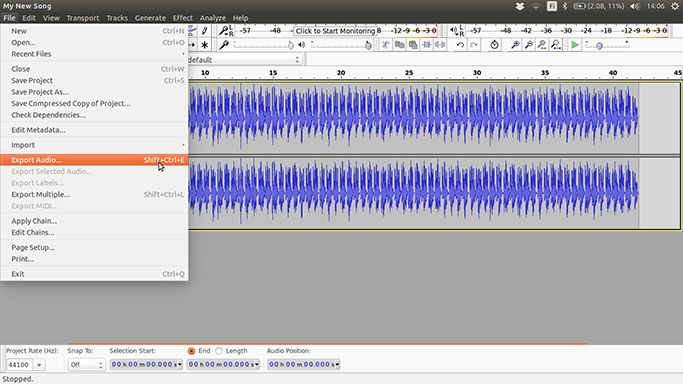 My New Song
Fi
(2:08, 11%)
14:06
File Edit View Transport Tracks Generate Effect Analyze Help
New Ctrl+N
Open... Ctrl+O
Recent Files
Close Ctrl+W
Save Project Ctrl+S
Save Project As...
Save Compressed Copy of Project...
Check Dependencies...
Edit Metadata...
Import
Export Audio... Shift+Ctrl+E
Export Selected Audio...
Export Labels...
Export Multiple... Shift+Ctrl+L
Export MIDI...
Apply Chain...
Edit Chains...
Page Setup...
Print...
Exit Ctrl+Q
L R -57 -48 Click to Start Monitoring -12 -9 -6 -3 0
L R -57 -48 -12 -9 -6 -3 0
default
10 15 20 25 30 35 40 45
Project Rate (Hz): Snap To: Selection Start: End Length Audio Position:
44100 Off 00 h 00 m 00.000 s 00 h 00 m 00.000 s 00 h 00 m 00.000 s
Stopped.